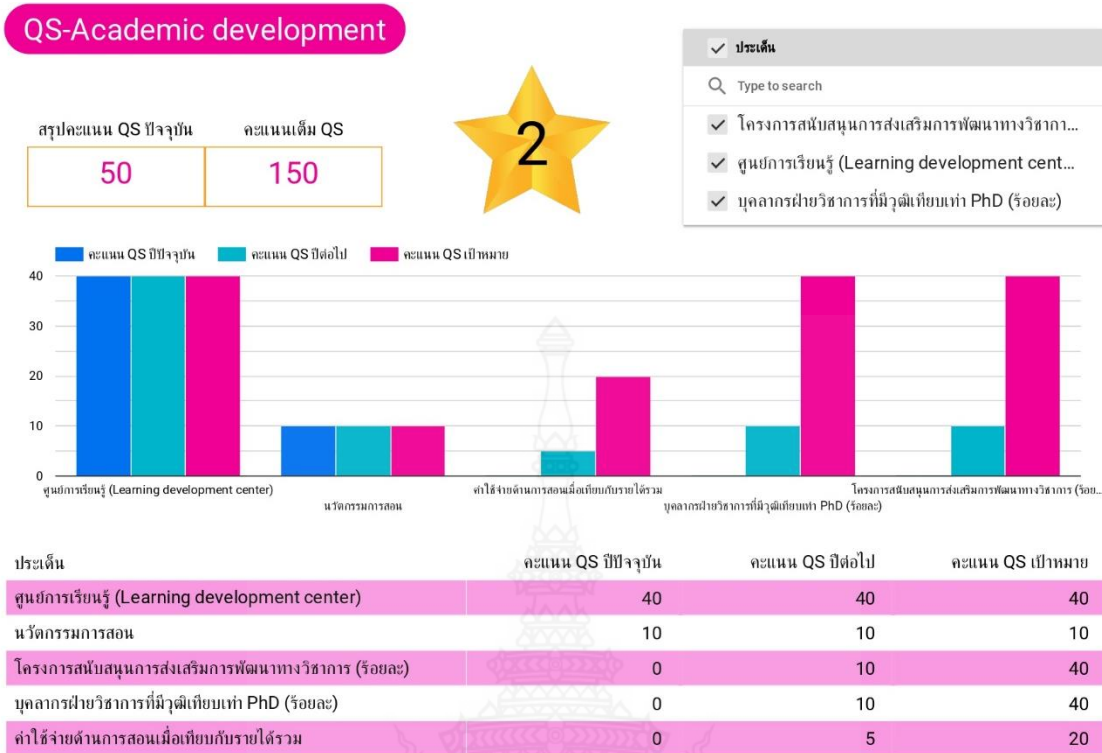 QS-Academic development
สรุปคะแนน QS ปัจจุบัน คะแนนเต็ม QS
50 150
2
ประเด็น
Type to search
โครงการสนับสนุนการส่งเสริมการพัฒนาทางวิชากา...
ศูนย์การเรียนรู้ (Learning development cent...
บุคลากรฝ่ายวิชาการที่มีวุฒิเทียบเท่า PhD (ร้อยละ)
คะแนน QS ปีปัจจุบัน คะแนน QS ปีต่อไป คะแนน QS เป้าหมาย
40
30
20
10
0
ศูนย์การเรียนรู้ (Learning development center)
นวัตกรรมการสอน
ค่าใช้จ่ายด้านการสอนเมื่อเทียบกับรายได้รวม
บุคลากรฝ่ายวิชาการที่มีวุฒิเทียบเท่า PhD (ร้อยละ)
โครงการสนับสนุนการส่งเสริมการพัฒนาทางวิชาการ (ร้อย...
ประเด็น คะแนน QS ปีปัจจุบัน คะแนน QS ปีต่อไป คะแนน QS เป้าหมาย
ศูนย์การเรียนรู้ (Learning development center) 40 40 40
นวัตกรรมการสอน 10 10 10
โครงการสนับสนุนการส่งเสริมการพัฒนาทางวิชาการ (ร้อยละ) 0 10 40
บุคลากรฝ่ายวิชาการที่มีวุฒิเทียบเท่า PhD (ร้อยละ) 0 10 40
ค่าใช้จ่ายด้านการสอนเมื่อเทียบกับรายได้รวม 0 5 20